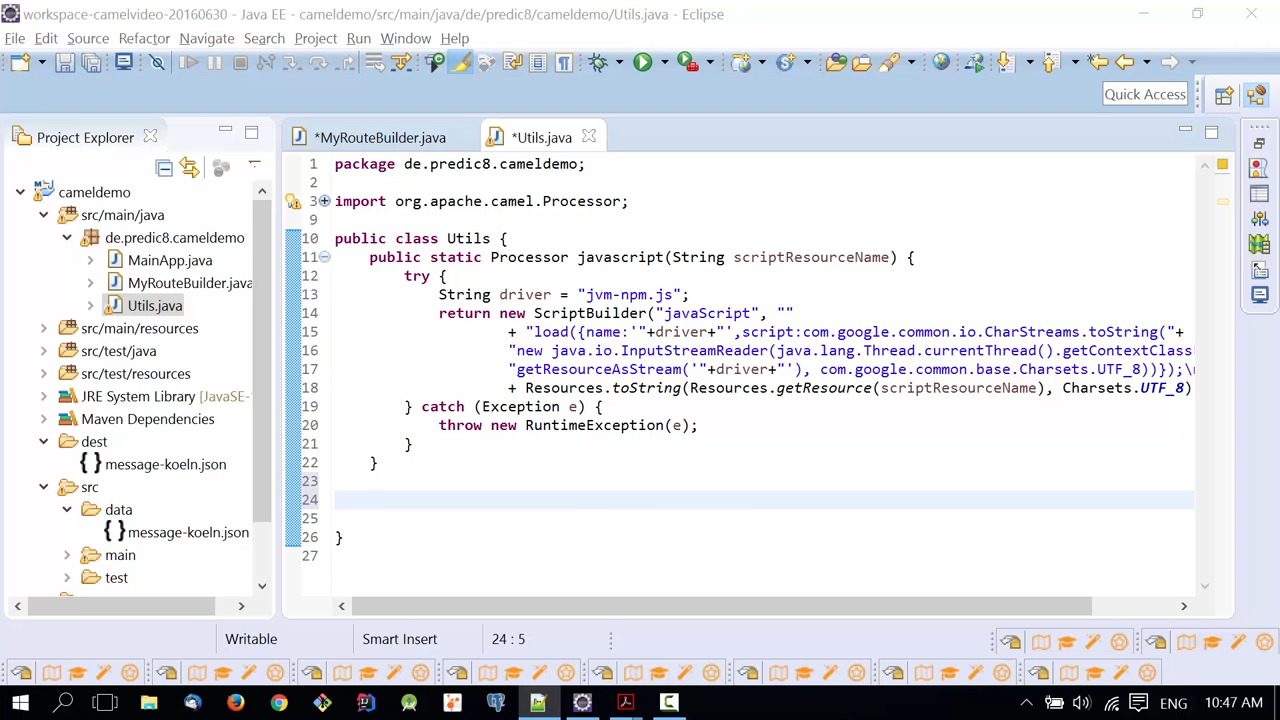 workspace-camelvideo-20160630 - Java EE - cameldemo/src/main/java/de/predic8/cameldemo/Utils.java - Eclipse
File Edit Source Refactor Navigate Search Project Run Window Help
Quick Access
Project Explorer
*MyRouteBuilder.java
*Utils.java
cameldemo
src/main/java
de.predic8.cameldemo
MainApp.java
MyRouteBuilder.java
Utils.java
src/main/resources
src/test/java
src/test/resources
JRE System Library [JavaSE-
Maven Dependencies
dest
message-koeln.json
src
data
message-koeln.json
main
test
1 package de.predic8.cameldemo;
2
3 import org.apache.camel.Processor;
9
10 public class Utils {
11 public static Processor javascript(String scriptResourceName) {
12 try {
13 String driver = "jvm-npm.js";
14 return new ScriptBuilder("javaScript", ""
15 + "load({name:'"+driver+"',script:com.google.common.io.CharStreams.toString("+
16 "new java.io.InputStreamReader(java.lang.Thread.currentThread().getContextClass
17 "getResourceAsStream('"+driver+"'), com.google.common.base.Charsets.UTF_8))});\
18 + Resources.toString(Resources.getResource(scriptResourceName), Charsets.UTF_8)
19 } catch (Exception e) {
20 throw new RuntimeException(e);
21 }
22 }
23
24
25
26 }
27
Writable
Smart Insert
24 : 5
ENG
10:47 AM